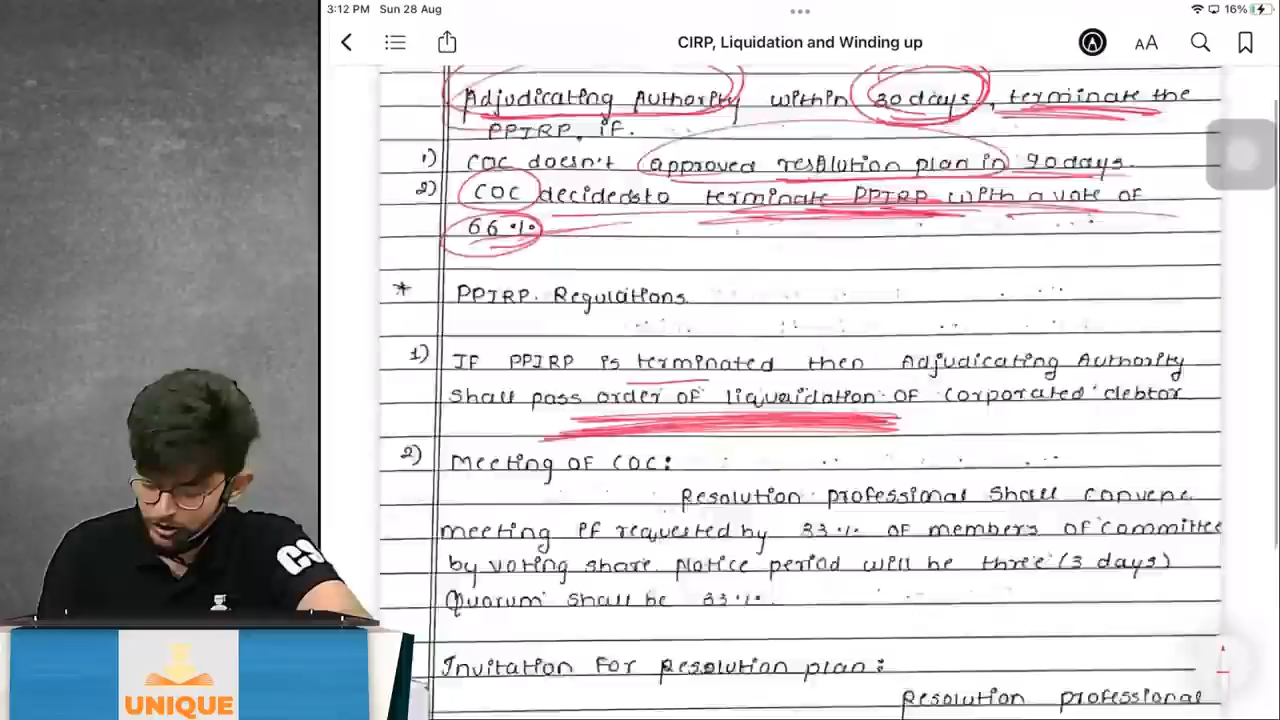 3:12 PM Sun 28 Aug
16%
CIRP, Liquidation and Winding up
AA
Adjudicating Authority within 30 days, terminate the
PPIRP. if.
1) COC doesn't approved resolution plan in 90 days.
2) COC decidesto terminate PPIRP with a vote of
66 %
* PPIRP. Regulations
1) IF PPIRP is terminated then Adjudicating Authority
shall pass order of liquaidation of corporated debtor
2) Meeting of COC:
Resolution professional shall convene
meeting if requested by 33 % of members of committee
by voting share. Notice period will be three (3 days)
Quorum shall be 33 %.
Invitation for Resolution plan:
Resolution professional
CS
UNIQUE